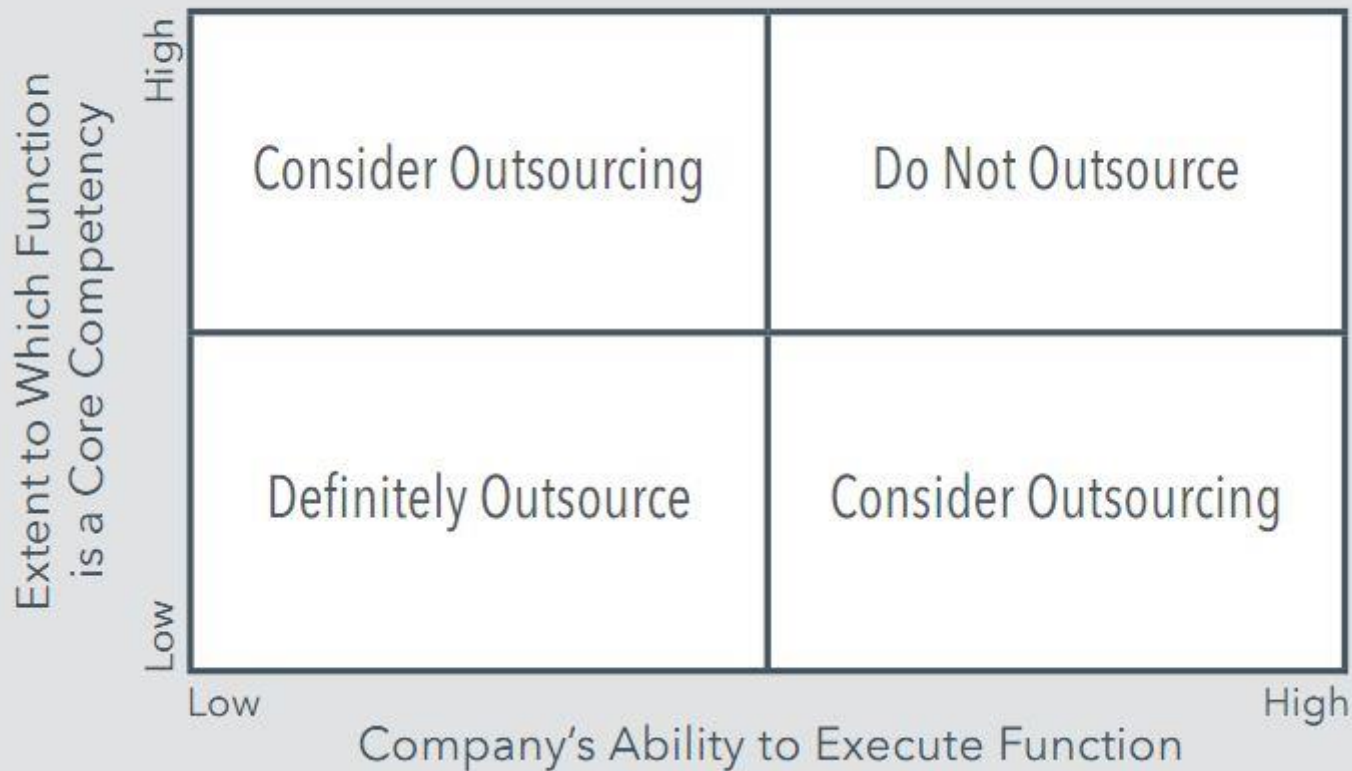 Extent to Which Function
is a Core Competency
High
Consider Outsourcing
Do Not Outsource
Definitely Outsource
Consider Outsourcing
Low
Low
High
Company's Ability to Execute Function